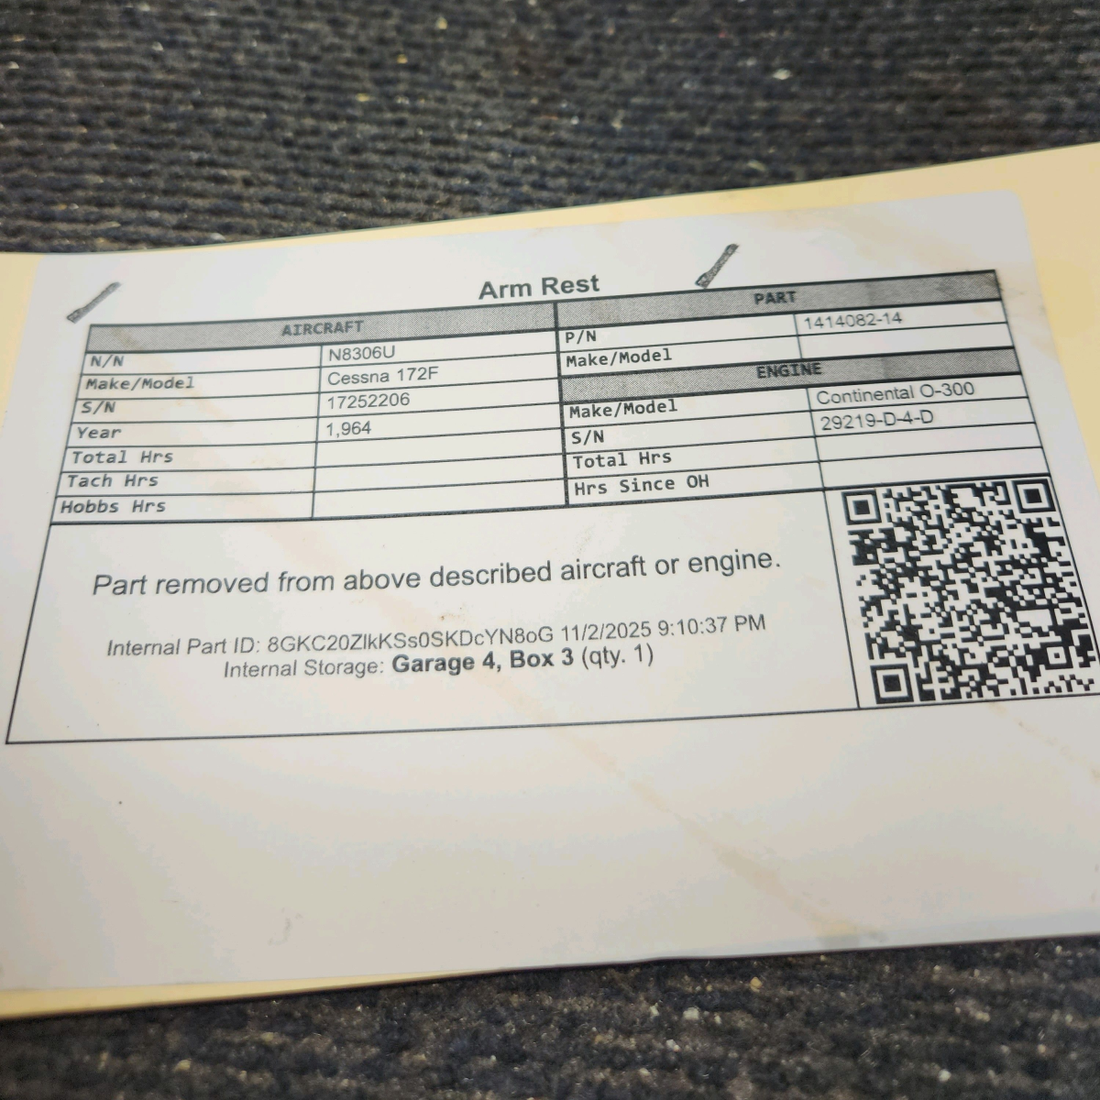 Arm Rest
AIRCRAFT
N/N N8306U
Make/Model Cessna 172F
S/N 17252206
Year 1,964
Total Hrs
Tach Hrs
Hobbs Hrs
PART
P/N 1414082-14
Make/Model
ENGINE
Make/Model Continental O-300
S/N 29219-D-4-D
Total Hrs
Hrs Since OH
Part removed from above described aircraft or engine.
Internal Part ID: 8GKC20ZlkKSs0SKDcYN8oG 11/2/2025 9:10:37 PM
Internal Storage: Garage 4, Box 3 (qty. 1)